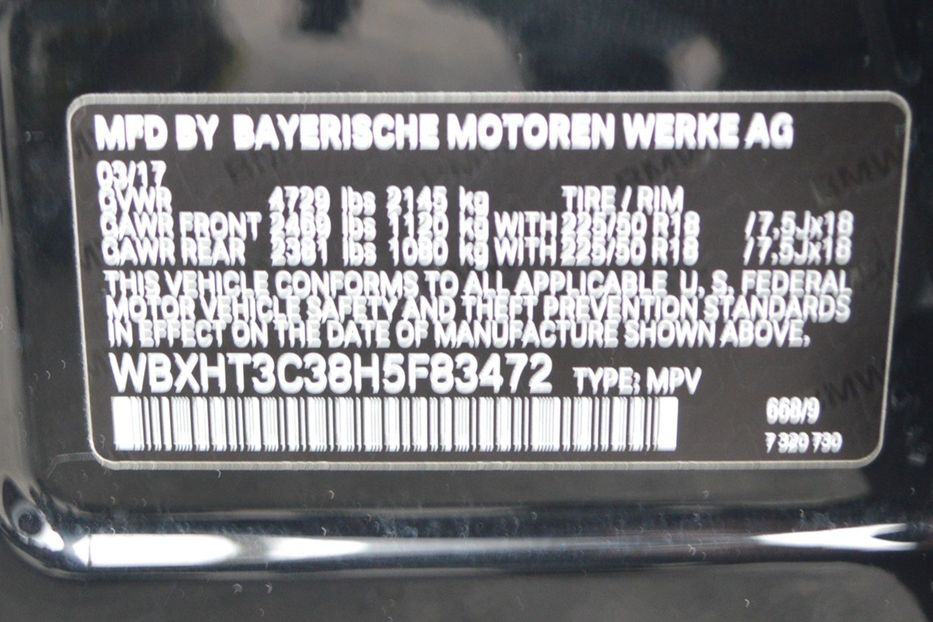 MFD BY BAYERISCHE MOTOREN WERKE AG
03/17
GVWR 4729 lbs 2145 kg TIRE / RIM
GAWR FRONT 2469 lbs 1120 kg WITH 225/50 R18 /7,5Jx18
GAWR REAR 2381 lbs 1080 kg WITH 225/50 R18 /7,5Jx18
THIS VEHICLE CONFORMS TO ALL APPLICABLE U.S. FEDERAL
MOTOR VEHICLE SAFETY AND THEFT PREVENTION STANDARDS
IN EFFECT ON THE DATE OF MANUFACTURE SHOWN ABOVE.
WBXHT3C38H5F83472 TYPE: MPV
668/9
7 320 730